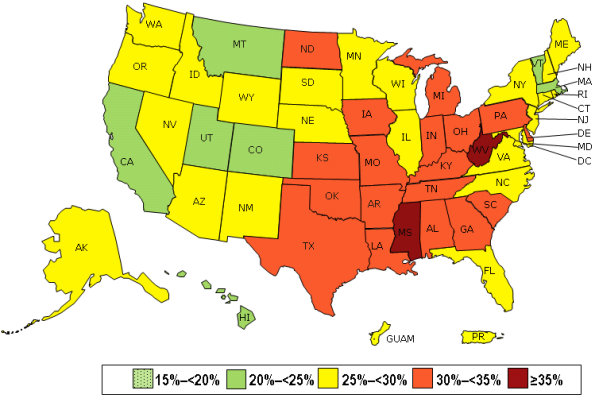 WA
MT
ND
MN
ME
VT
NH
MA
RI
CT
NJ
DE
MD
DC
OR
ID
SD
WI
MI
NY
WY
IA
PA
NE
NV
UT
CO
IL
IN
OH
WV
VA
CA
KS
MO
KY
NC
TN
AZ
NM
OK
AR
SC
MS
AL
GA
TX
LA
AK
FL
HI
GUAM
PR
15%–<20% 20%–<25% 25%–<30% 30%–<35% ≥35%